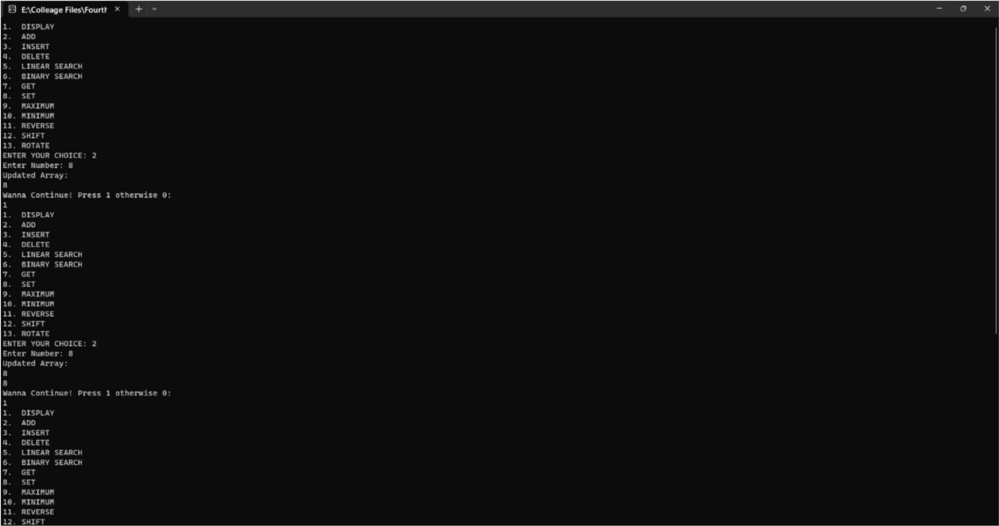 E:\Colleage Files\Fourth
1. DISPLAY
2. ADD
3. INSERT
4. DELETE
5. LINEAR SEARCH
6. BINARY SEARCH
7. GET
8. SET
9. MAXIMUM
10. MINIMUM
11. REVERSE
12. SHIFT
13. ROTATE
ENTER YOUR CHOICE: 2
Enter Number: 8
Updated Array:
8
Wanna Continue! Press 1 otherwise 0:
1
1. DISPLAY
2. ADD
3. INSERT
4. DELETE
5. LINEAR SEARCH
6. BINARY SEARCH
7. GET
8. SET
9. MAXIMUM
10. MINIMUM
11. REVERSE
12. SHIFT
13. ROTATE
ENTER YOUR CHOICE: 2
Enter Number: 8
Updated Array:
8
8
Wanna Continue! Press 1 otherwise 0:
1
1. DISPLAY
2. ADD
3. INSERT
4. DELETE
5. LINEAR SEARCH
6. BINARY SEARCH
7. GET
8. SET
9. MAXIMUM
10. MINIMUM
11. REVERSE
12. SHIFT